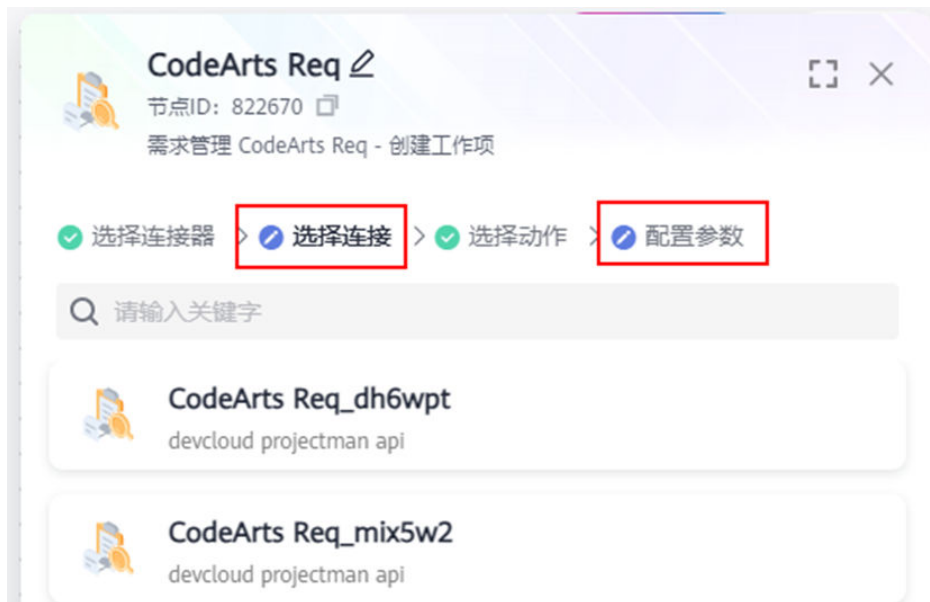 CodeArts Req
节点ID：822670
需求管理 CodeArts Req - 创建工作项
选择连接器 > 选择连接 > 选择动作 > 配置参数
请输入关键字
CodeArts Req_dh6wpt
devcloud projectman api
CodeArts Req_mix5w2
devcloud projectman api